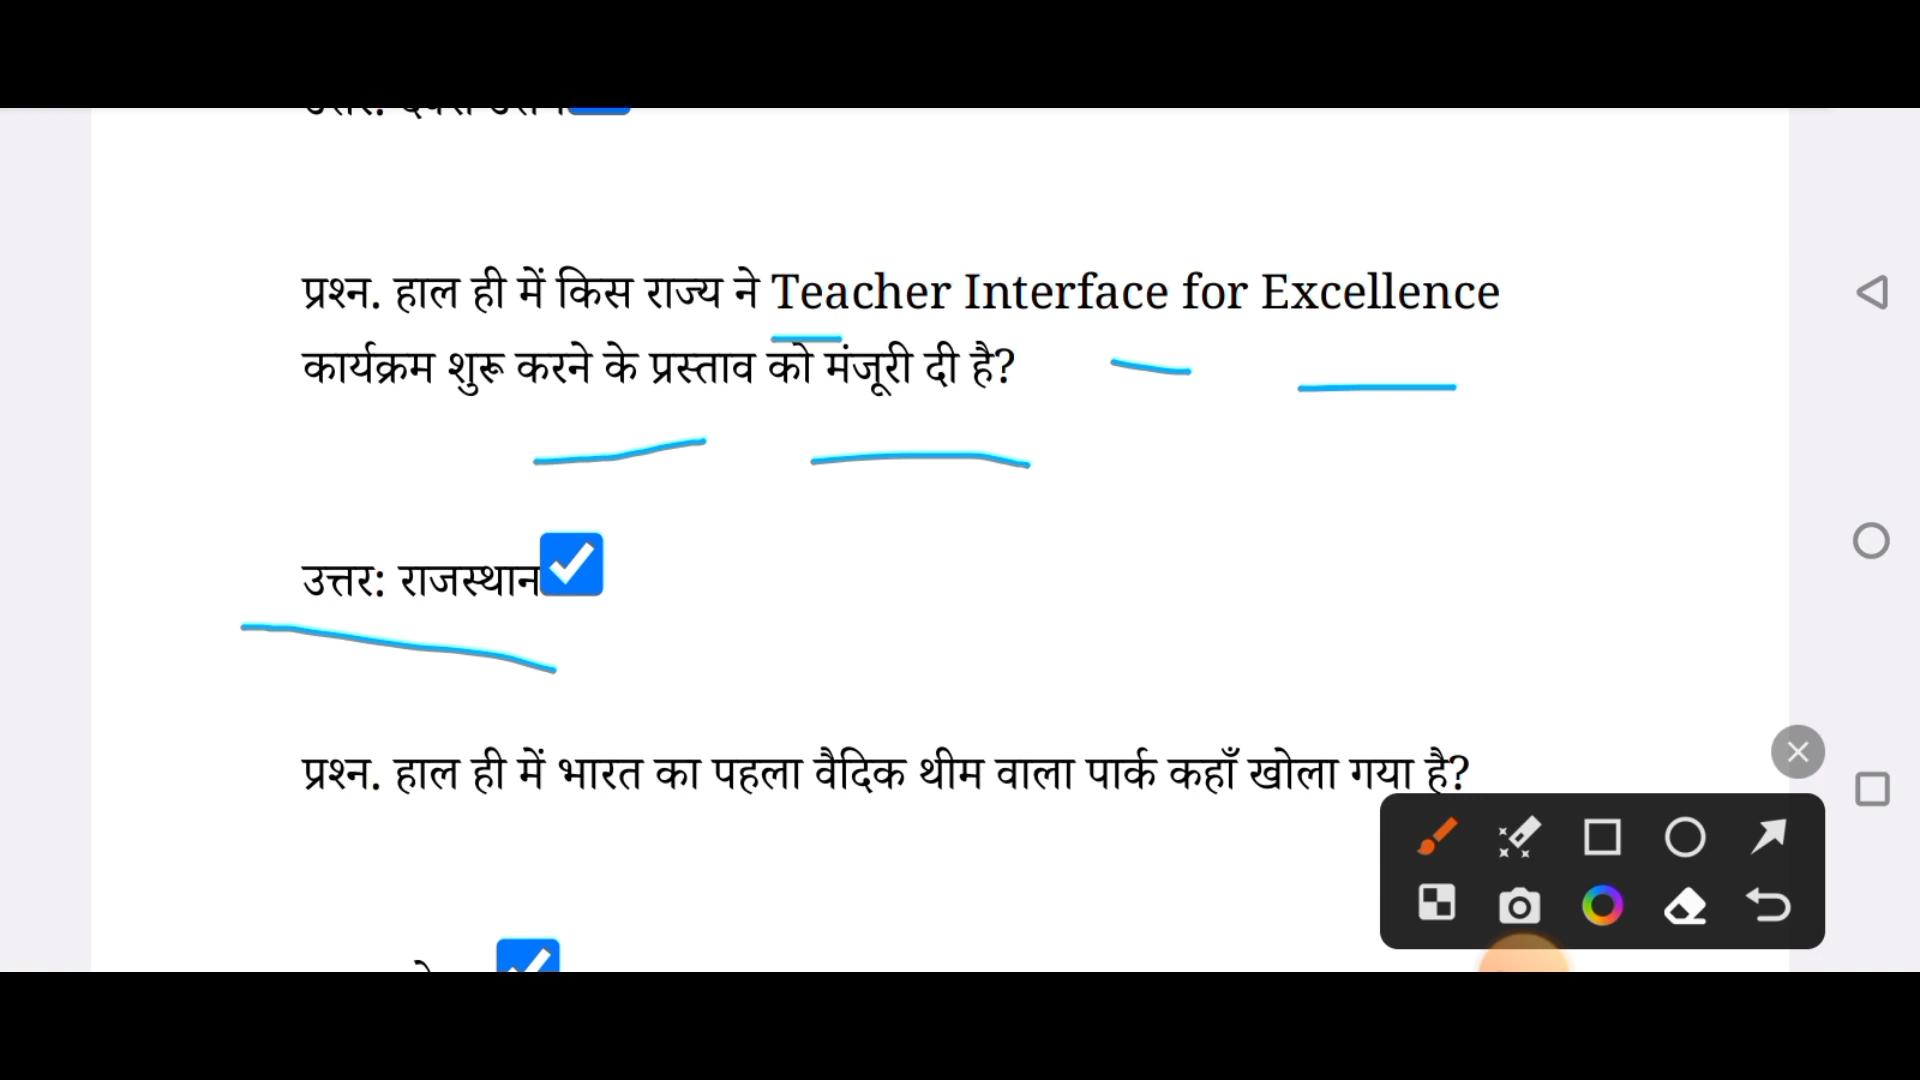 प्रश्न. हाल ही में किस राज्य ने Teacher Interface for Excellence
कार्यक्रम शुरू करने के प्रस्ताव को मंजूरी दी है?
उत्तर: राजस्थान
प्रश्न. हाल ही में भारत का पहला वैदिक थीम वाला पार्क कहाँ खोला गया है?